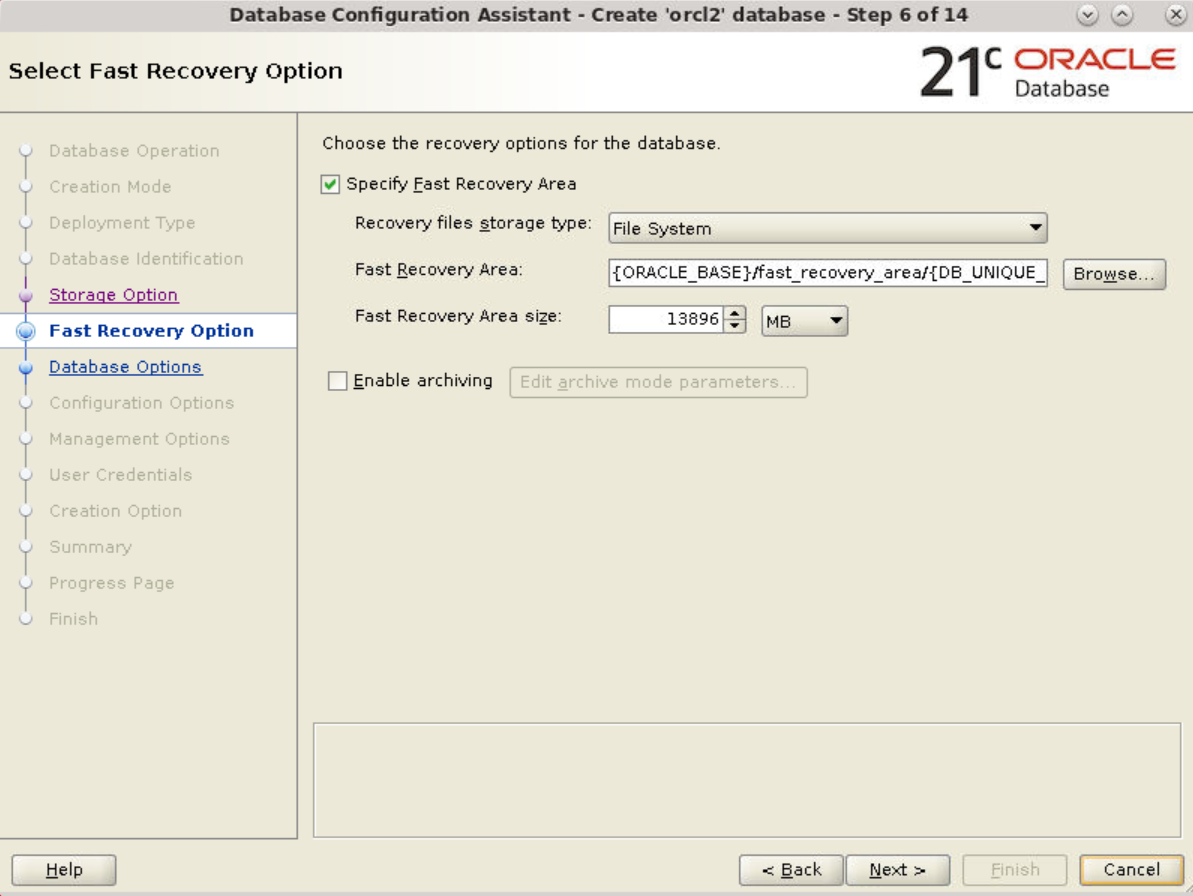 Database Configuration Assistant - Create 'orcl2' database - Step 6 of 14
Select Fast Recovery Option
21c ORACLE Database
Database Operation
Creation Mode
Deployment Type
Database Identification
Storage Option
Fast Recovery Option
Database Options
Configuration Options
Management Options
User Credentials
Creation Option
Summary
Progress Page
Finish
Choose the recovery options for the database.
Specify Fast Recovery Area
Recovery files storage type: File System
Fast Recovery Area: {ORACLE_BASE}/fast_recovery_area/{DB_UNIQUE_ Browse...
Fast Recovery Area size: 13896 MB
Enable archiving Edit archive mode parameters...
Help < Back Next > Finish Cancel